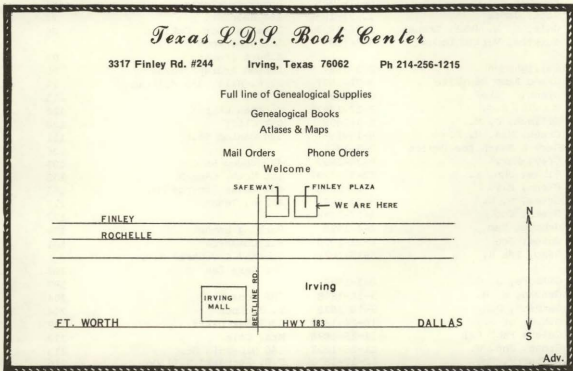 Texas L.D.S. Book Center
3317 Finley Rd. #244 Irving, Texas 76062 Ph 214-256-1215
Full line of Genealogical Supplies
Genealogical Books
Atlases & Maps
Mail Orders Phone Orders
Welcome
SAFEWAY FINLEY PLAZA
WE ARE HERE
FINLEY
ROCHELLE
N
BELTLINE RD.
Irving
IRVING
MALL
FT. WORTH HWY 183 DALLAS
S
Adv.